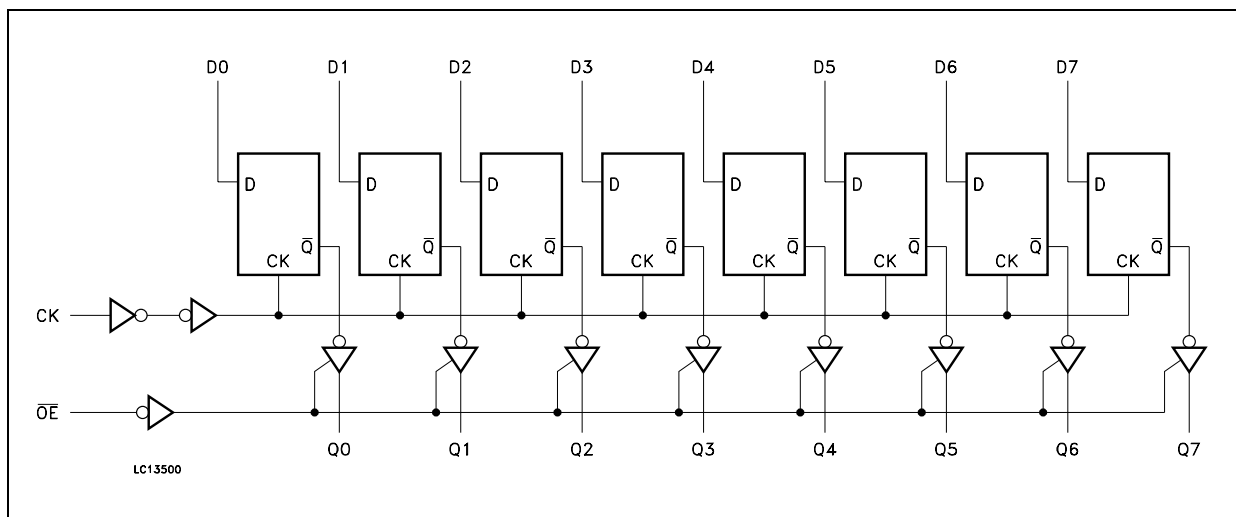 D0 D1 D2 D3 D4 D5 D6 D7
D D D D D D D D
Q̅ Q̅ Q̅ Q̅ Q̅ Q̅ Q̅ Q̅
CK CK CK CK CK CK CK CK
CK
O̅E̅
Q0 Q1 Q2 Q3 Q4 Q5 Q6 Q7
LC13500